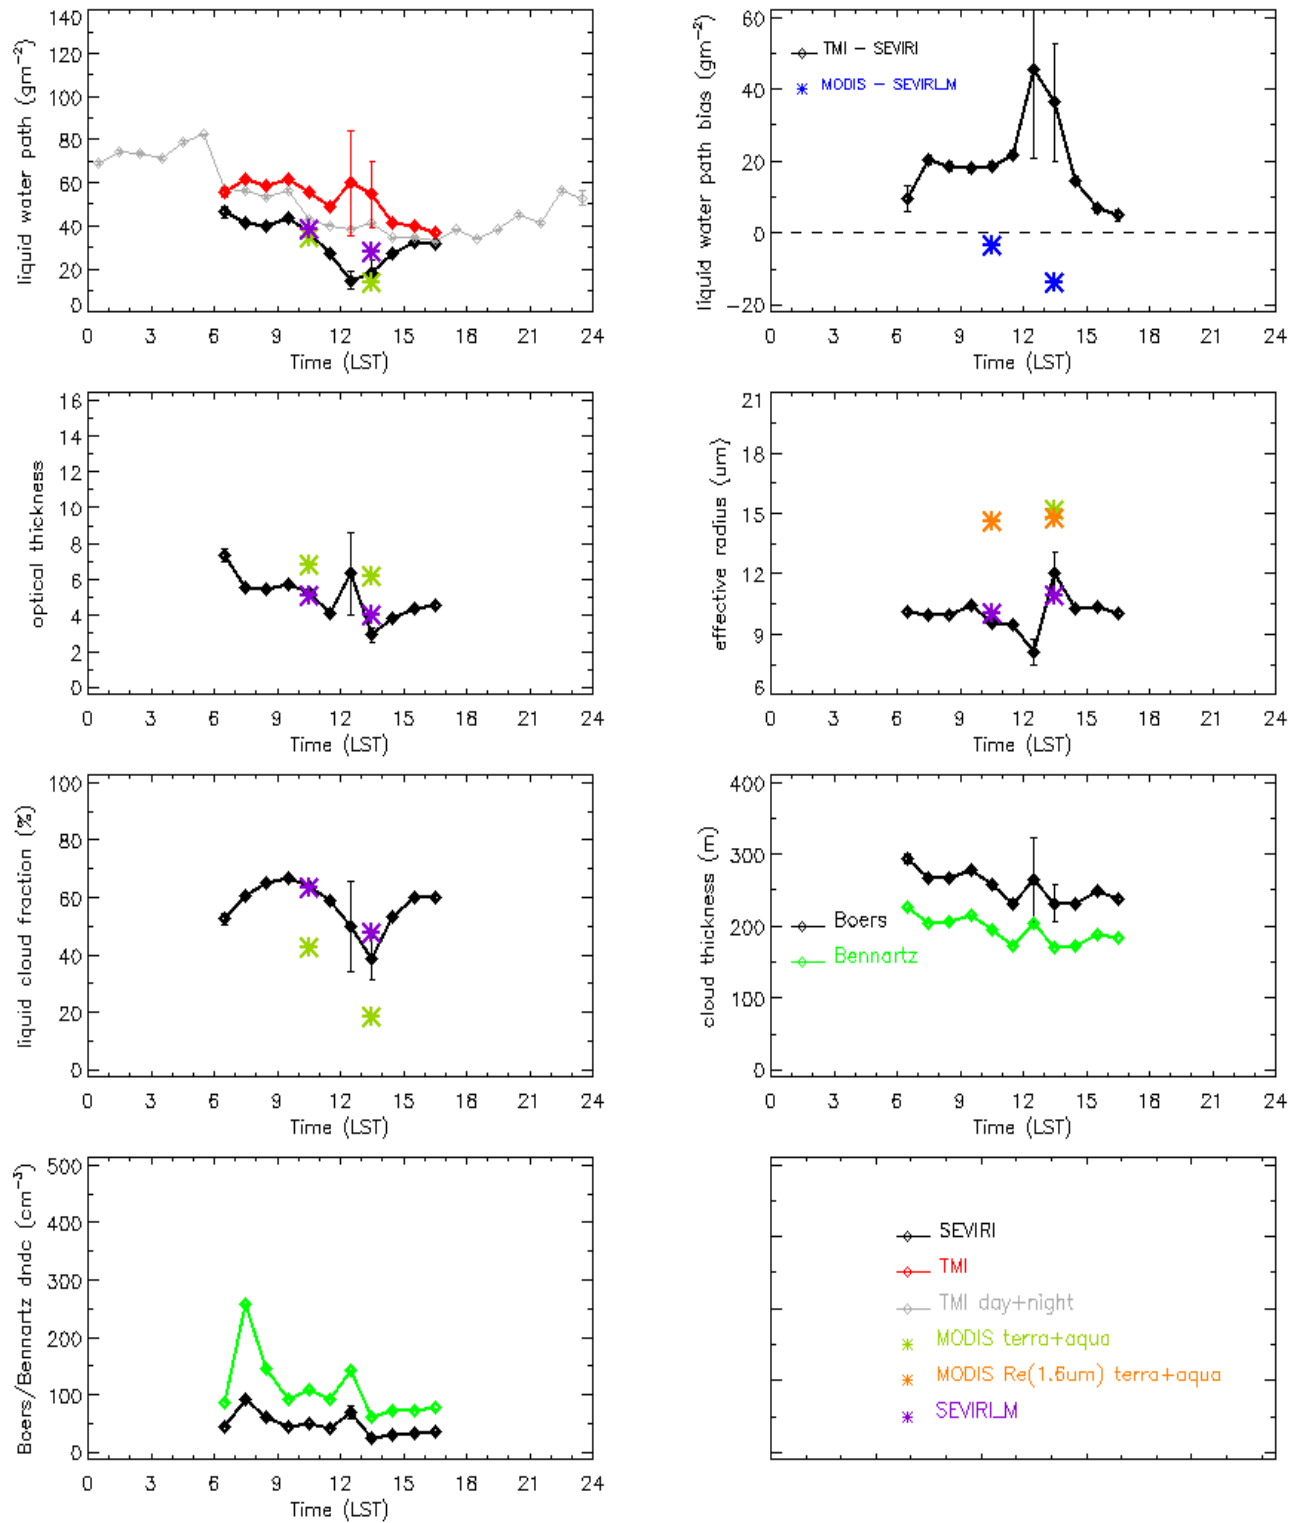 liquid water path (gm⁻²)
140
120
100
80
60
40
20
0
0 3 6 9 12 15 18 21 24
Time (LST)
liquid water path bias (gm⁻²)
60
40
20
0
−20
TMI − SEVIRI
MODIS − SEVIRI_M
0 3 6 9 12 15 18 21 24
Time (LST)
optical thickness
16
14
12
10
8
6
4
2
0
0 3 6 9 12 15 18 21 24
Time (LST)
effective radius (um)
21
18
15
12
9
6
0 3 6 9 12 15 18 21 24
Time (LST)
liquid cloud fraction (%)
100
80
60
40
20
0
0 3 6 9 12 15 18 21 24
Time (LST)
cloud thickness (m)
400
300
200
100
0
Boers
Bennartz
0 3 6 9 12 15 18 21 24
Time (LST)
Boers/Bennartz dndc (cm⁻³)
500
400
300
200
100
0
0 3 6 9 12 15 18 21 24
Time (LST)
SEVIRI
TMI
TMI day+night
MODIS terra+aqua
MODIS Re(1.6um) terra+aqua
SEVIRI_M